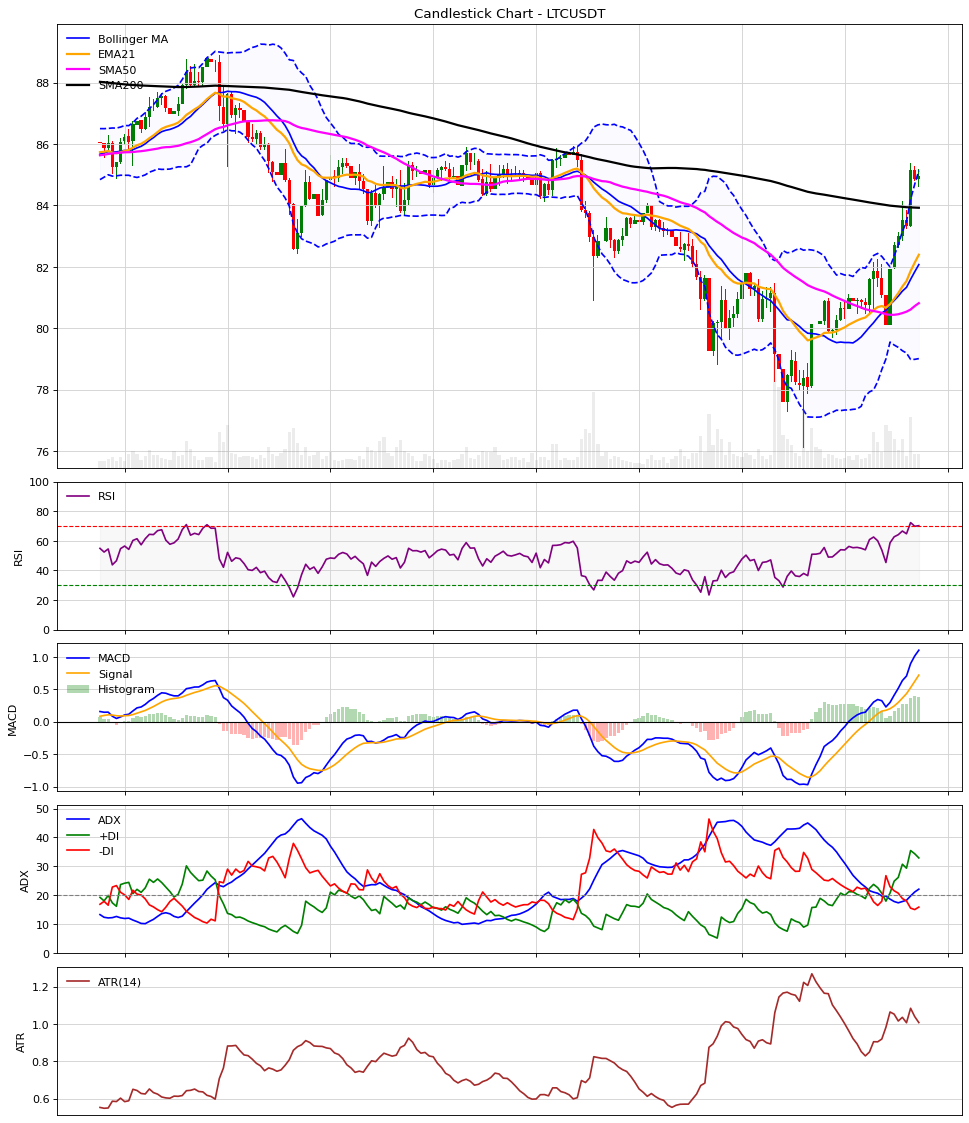 Candlestick Chart - LTCUSDT
Bollinger MA
EMA21
SMA50
SMA200
88
86
84
82
80
78
76
100
80
60
40
20
0
RSI
RSI
1.0
0.5
0.0
−0.5
−1.0
MACD
MACD
Signal
Histogram
50
40
30
20
10
0
ADX
ADX
+DI
-DI
1.2
1.0
0.8
0.6
ATR
ATR(14)